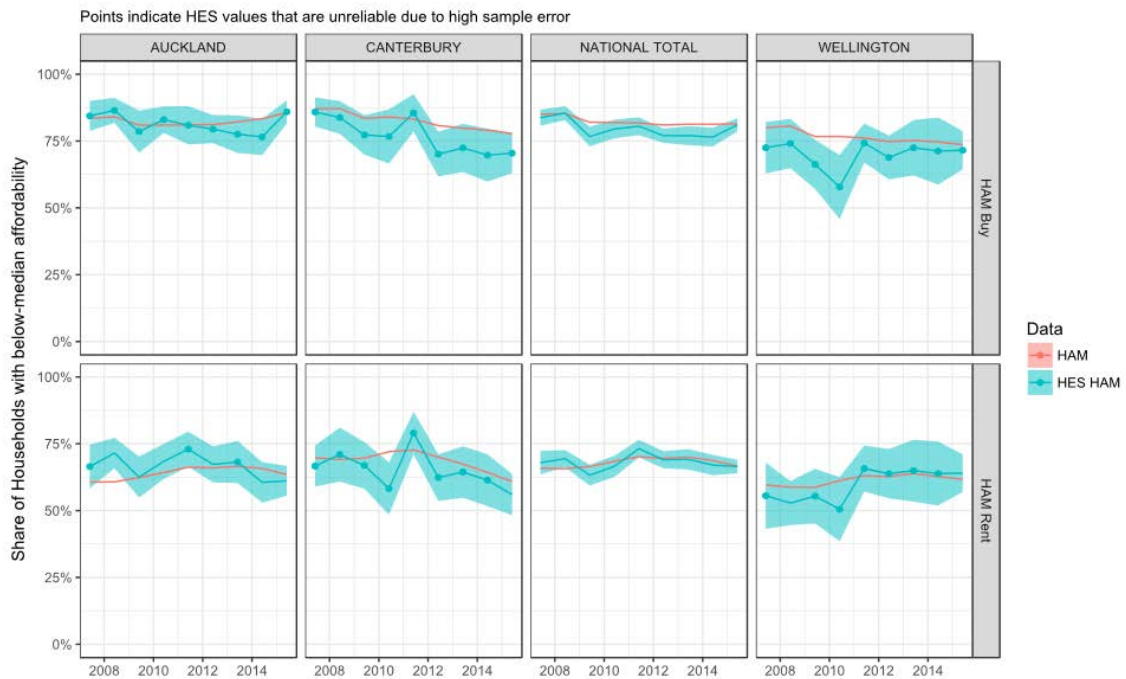 Points indicate HES values that are unreliable due to high sample error
AUCKLAND
CANTERBURY
NATIONAL TOTAL
WELLINGTON
Share of Households with below-median affordability
100%
75%
50%
25%
0%
HAM Buy
100%
75%
50%
25%
0%
HAM Rent
2008 2010 2012 2014
2008 2010 2012 2014
2008 2010 2012 2014
2008 2010 2012 2014
Data
HAM
HES HAM